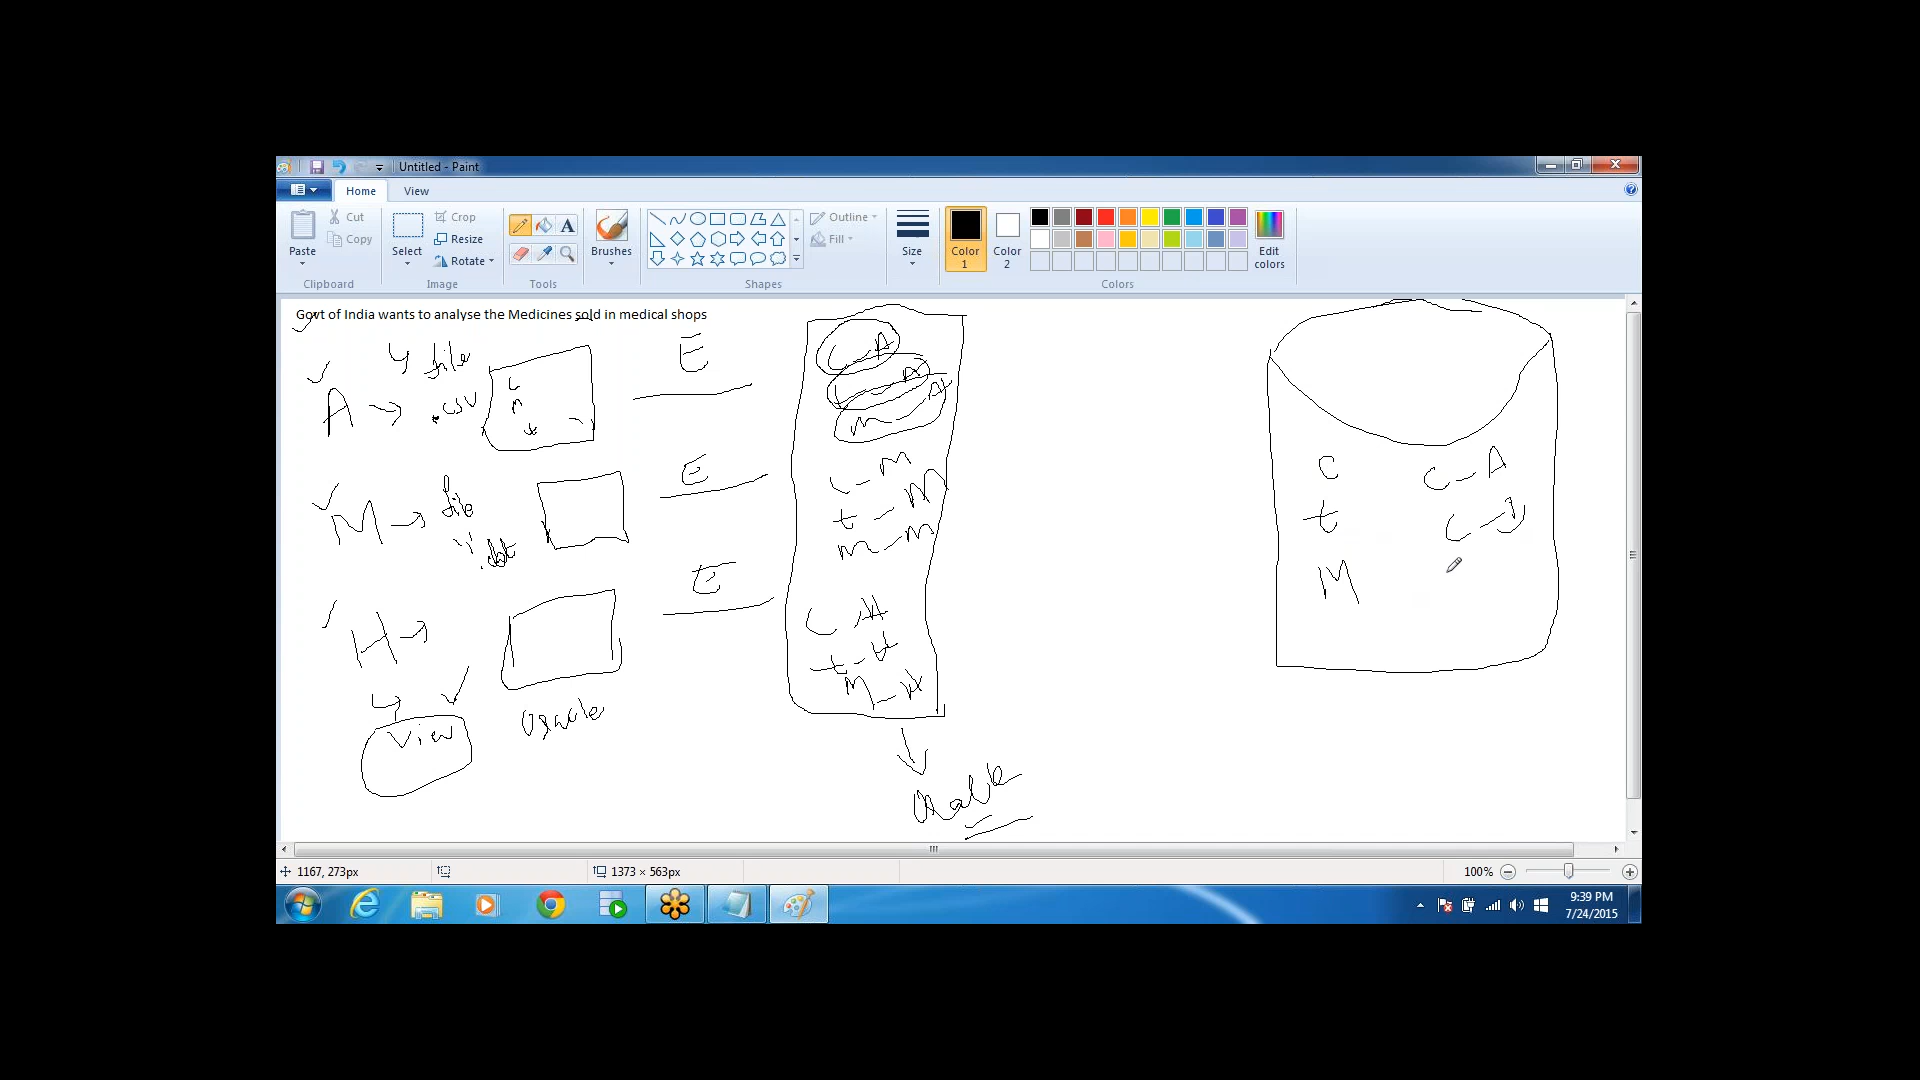 Untitled - Paint
Home
View
Paste
Cut
Copy
Clipboard
Select
Crop
Resize
Rotate
Image
A
Tools
Brushes
Outline
Fill
Shapes
Size
Color
1
Color
2
Edit
colors
Colors
Govt of India wants to analyse the Medicines sold in medical shops
file
A → .csv
E
C-A
A
m-A
M → file
E
C-m
t-M
m-m
H →
E
C H
t-H
M-H
View
Oracle
Oracle
C
C-A
t
C-J
M
1167, 273px
1373 × 563px
100%
9:39 PM
7/24/2015